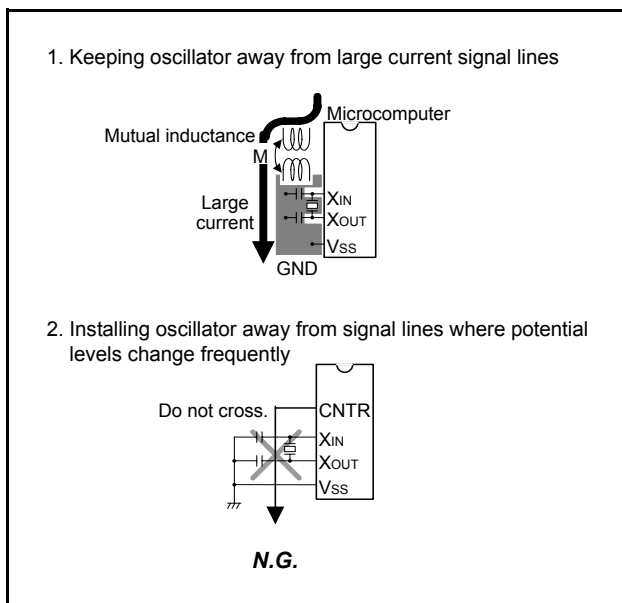 1. Keeping oscillator away from large current signal lines
Microcomputer
Mutual inductance
M
Large
current
XIN
XOUT
VSS
GND
2. Installing oscillator away from signal lines where potential
levels change frequently
Do not cross.
CNTR
XIN
XOUT
VSS
N.G.